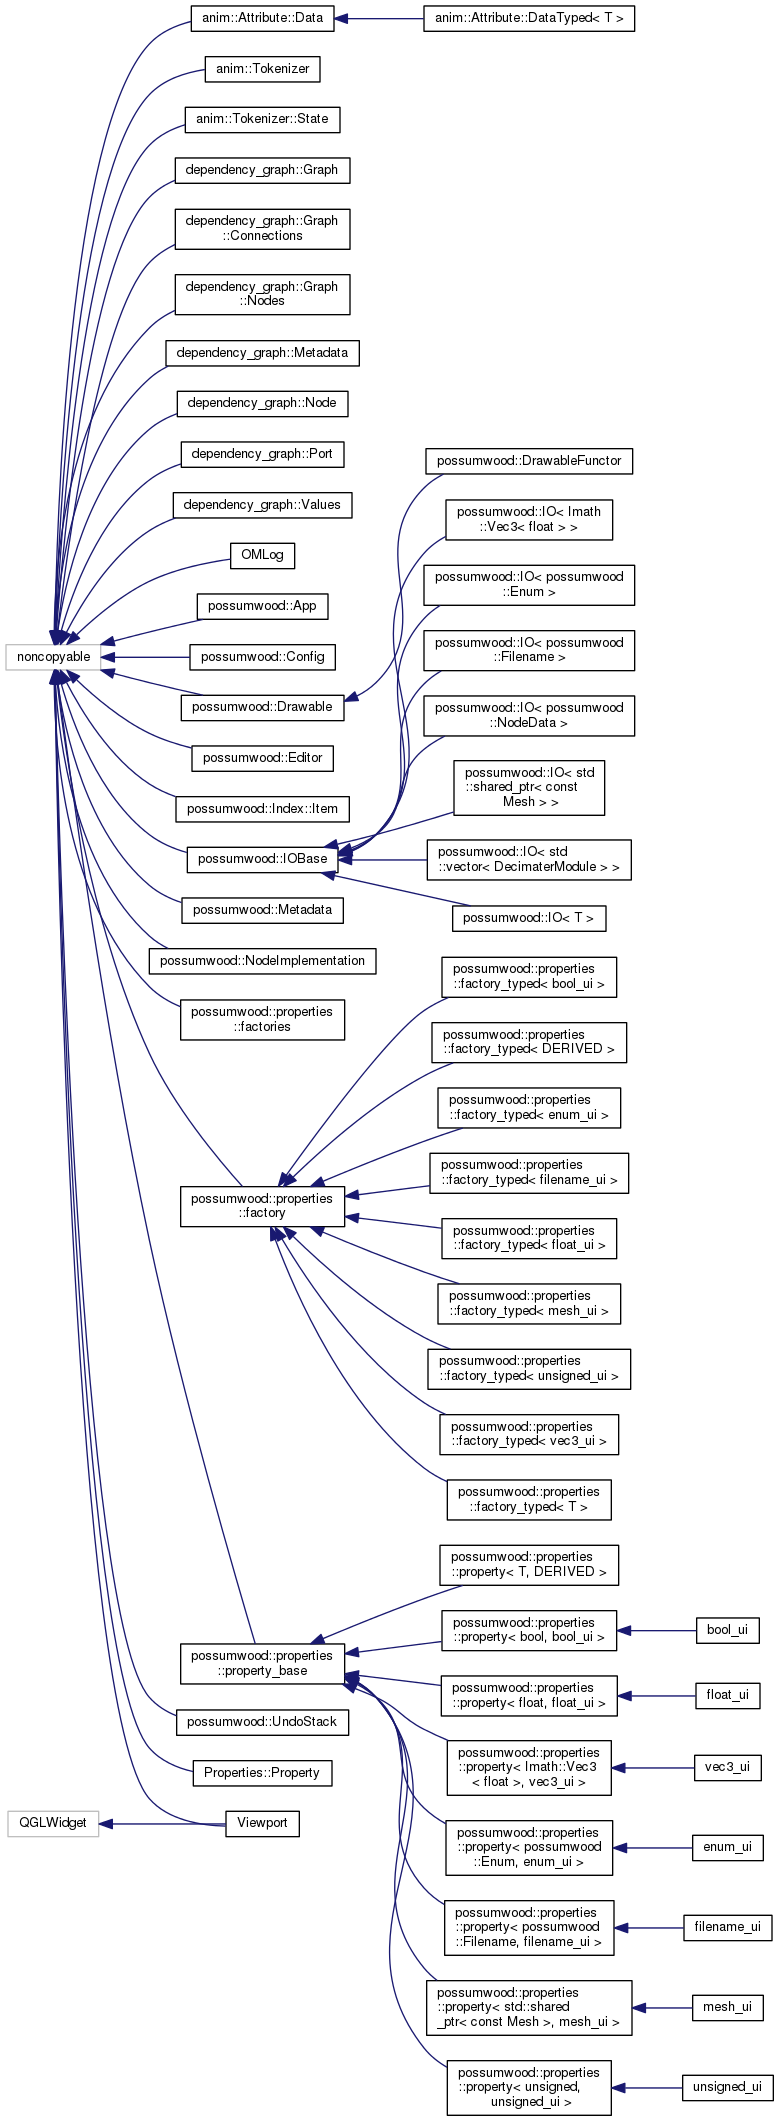 anim::Attribute::Data
anim::Attribute::DataTyped< T >
anim::Tokenizer
anim::Tokenizer::State
dependency_graph::Graph
dependency_graph::Graph
::Connections
dependency_graph::Graph
::Nodes
dependency_graph::Metadata
dependency_graph::Node
dependency_graph::Port
dependency_graph::Values
OMLog
possumwood::App
noncopyable
possumwood::Config
possumwood::Drawable
possumwood::Editor
possumwood::Index::Item
possumwood::IOBase
possumwood::Metadata
possumwood::NodeImplementation
possumwood::properties
::factories
possumwood::DrawableFunctor
possumwood::IO< Imath
::Vec3< float > >
possumwood::IO< possumwood
::Enum >
possumwood::IO< possumwood
::Filename >
possumwood::IO< possumwood
::NodeData >
possumwood::IO< std
::shared_ptr< const
Mesh > >
possumwood::IO< std
::vector< DecimaterModule > >
possumwood::IO< T >
possumwood::properties
::factory
possumwood::properties
::factory_typed< bool_ui >
possumwood::properties
::factory_typed< DERIVED >
possumwood::properties
::factory_typed< enum_ui >
possumwood::properties
::factory_typed< filename_ui >
possumwood::properties
::factory_typed< float_ui >
possumwood::properties
::factory_typed< mesh_ui >
possumwood::properties
::factory_typed< unsigned_ui >
possumwood::properties
::factory_typed< vec3_ui >
possumwood::properties
::factory_typed< T >
possumwood::properties
::property_base
possumwood::UndoStack
Properties::Property
QGLWidget
Viewport
possumwood::properties
::property< T, DERIVED >
possumwood::properties
::property< bool, bool_ui >
bool_ui
possumwood::properties
::property< float, float_ui >
float_ui
possumwood::properties
::property< Imath::Vec3
< float >, vec3_ui >
vec3_ui
possumwood::properties
::property< possumwood
::Enum, enum_ui >
enum_ui
possumwood::properties
::property< possumwood
::Filename, filename_ui >
filename_ui
possumwood::properties
::property< std::shared
_ptr< const Mesh >, mesh_ui >
mesh_ui
possumwood::properties
::property< unsigned,
unsigned_ui >
unsigned_ui